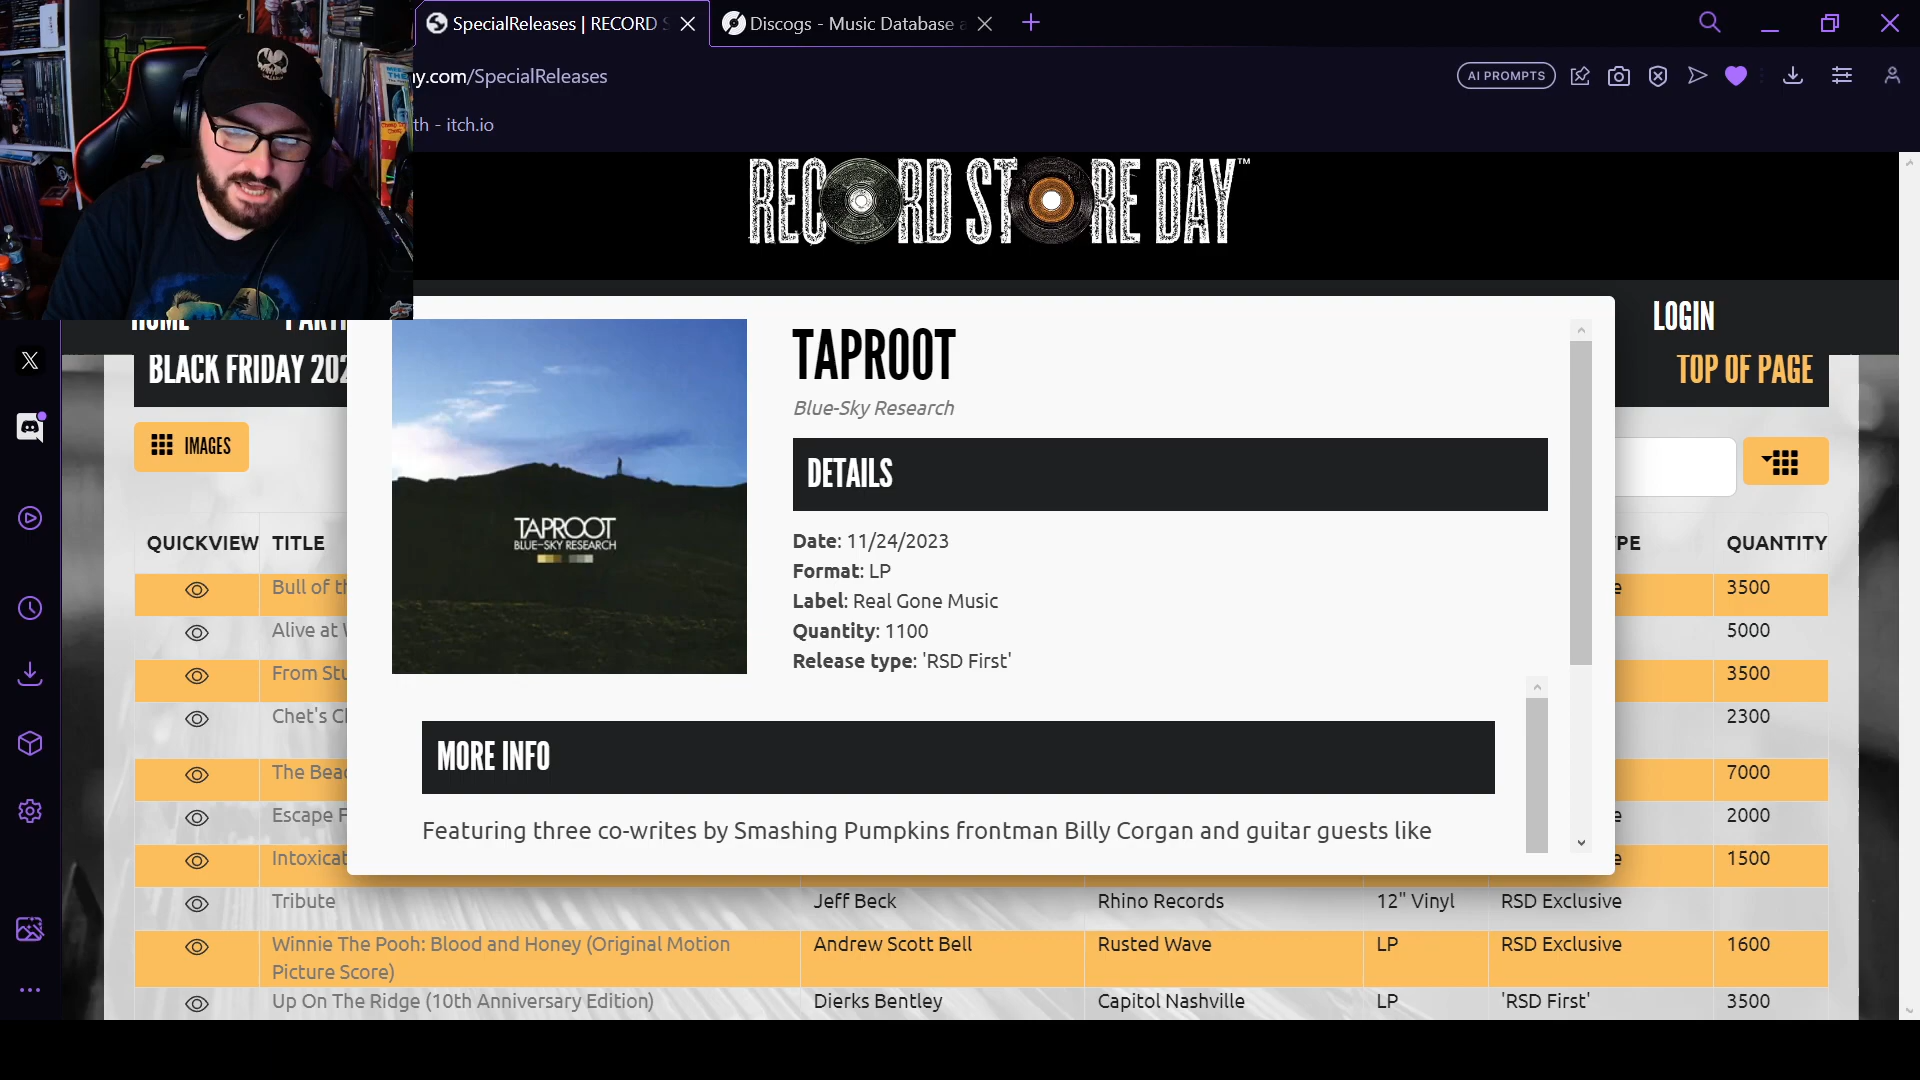 SpecialReleases | RECORD S
Discogs - Music Database a
y.com/SpecialReleases
AI PROMPTS
th - itch.io
RECORD STORE DAY™
LOGIN
BLACK FRIDAY 202
TOP OF PAGE
IMAGES
TAPROOT
Blue-Sky Research
DETAILS
Date: 11/24/2023
Format: LP
Label: Real Gone Music
Quantity: 1100
Release type: 'RSD First'
TAPROOT
BLUE-SKY RESEARCH
MORE INFO
Featuring three co-writes by Smashing Pumpkins frontman Billy Corgan and guitar guests like
QUICKVIEW TITLE PE QUANTITY
Bull of th e 3500
Alive at 5000
From Stu 3500
Chet's C 2300
The Bea 7000
Escape F e 2000
Intoxicat e 1500
Tribute Jeff Beck Rhino Records 12" Vinyl RSD Exclusive
Winnie The Pooh: Blood and Honey (Original Motion Andrew Scott Bell Rusted Wave LP RSD Exclusive 1600
Picture Score)
Up On The Ridge (10th Anniversary Edition) Dierks Bentley Capitol Nashville LP 'RSD First' 3500